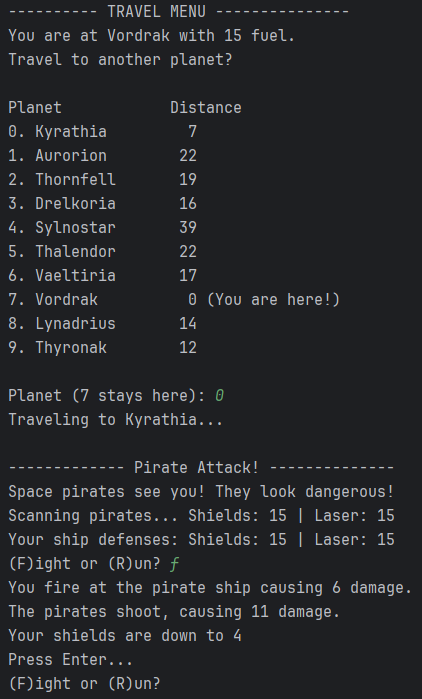 ---------- TRAVEL MENU ---------------
You are at Vordrak with 15 fuel.
Travel to another planet?

Planet            Distance
0. Kyrathia         7
1. Aurorion        22
2. Thornfell       19
3. Drelkoria       16
4. Sylnostar       39
5. Thalendor       22
6. Vaeltiria       17
7. Vordrak          0 (You are here!)
8. Lynadrius       14
9. Thyronak        12

Planet (7 stays here): 0
Traveling to Kyrathia...

------------- Pirate Attack! --------------
Space pirates see you! They look dangerous!
Scanning pirates... Shields: 15 | Laser: 15
Your ship defenses: Shields: 15 | Laser: 15
(F)ight or (R)un? f
You fire at the pirate ship causing 6 damage.
The pirates shoot, causing 11 damage.
Your shields are down to 4
Press Enter...
(F)ight or (R)un?